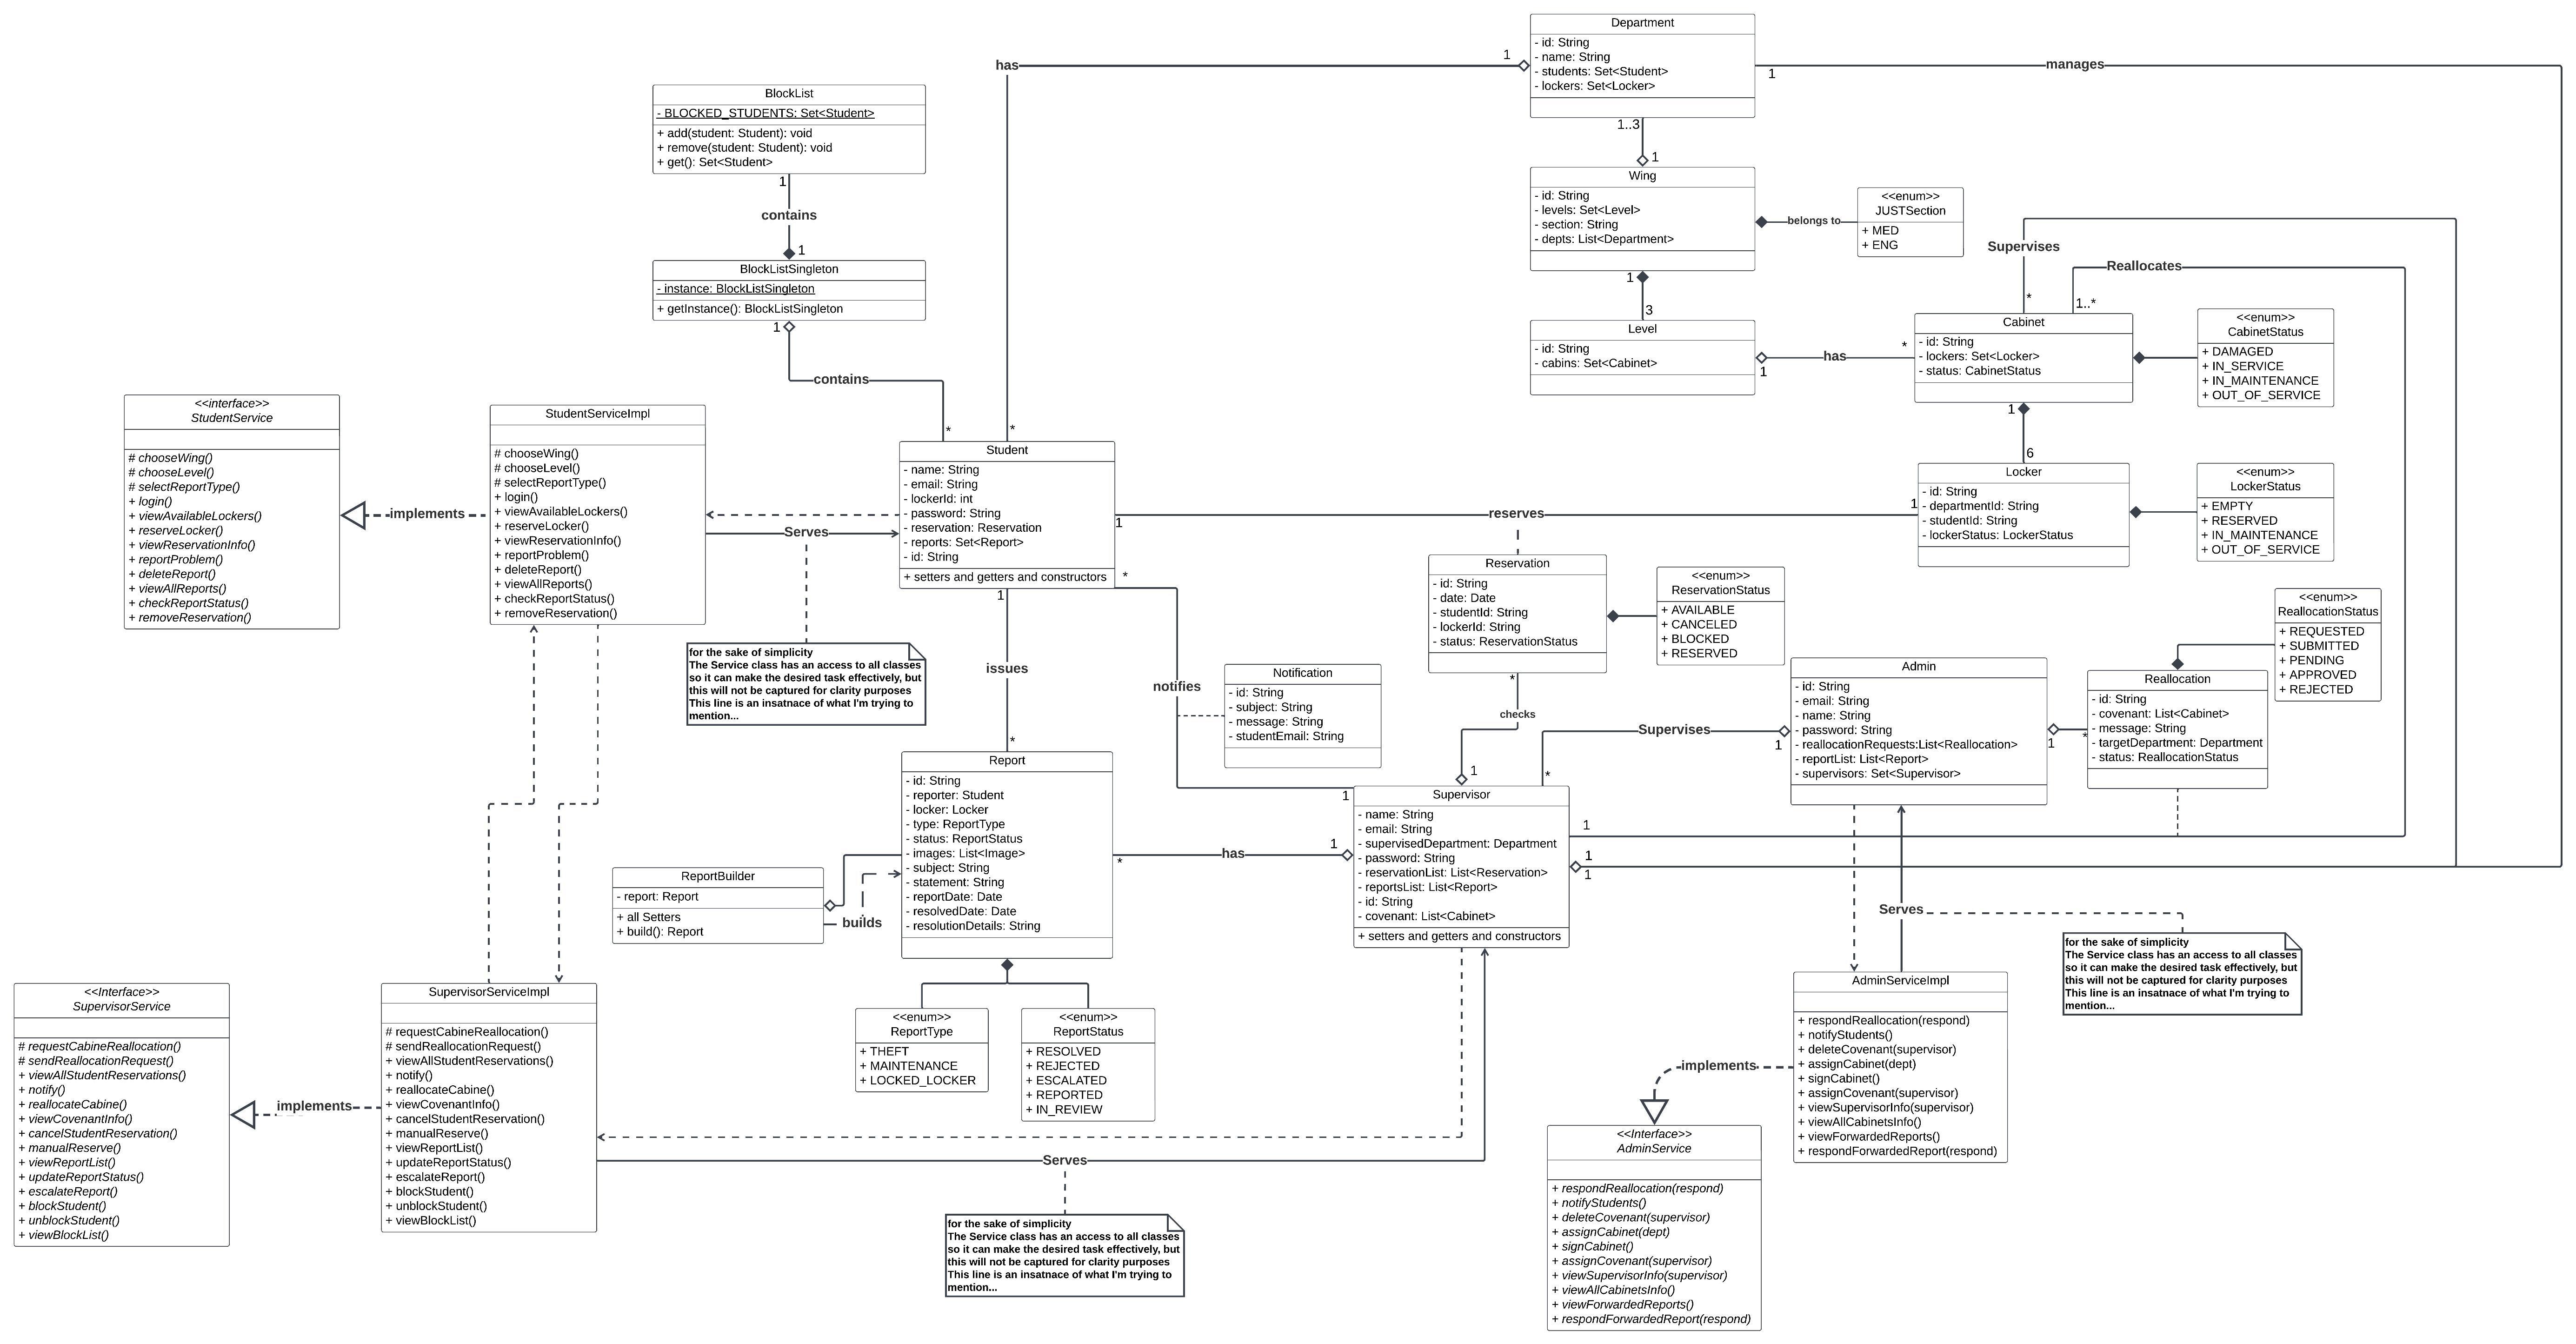 Department
- id: String
- name: String
- students: Set<Student>
- lockers: Set<Locker>
1
has
1
manages
BlockList
- BLOCKED_STUDENTS: Set<Student>
+ add(student: Student): void
+ remove(student: Student): void
+ get(): Set<Student>
1
contains
1
BlockListSingleton
- instance: BlockListSingleton
+ getInstance(): BlockListSingleton
1
contains
*
*
1..3
1
Wing
- id: String
- levels: Set<Level>
- section: String
- depts: List<Department>
belongs to
<<enum>>
JUSTSection
+ MED
+ ENG
1
3
Level
- id: String
- cabins: Set<Cabinet>
1
has
*
Supervises
*
Reallocates
1..*
Cabinet
- id: String
- lockers: Set<Locker>
- status: CabinetStatus
<<enum>>
CabinetStatus
+ DAMAGED
+ IN_SERVICE
+ IN_MAINTENANCE
+ OUT_OF_SERVICE
1
6
Locker
- id: String
- departmentId: String
- studentId: String
- lockerStatus: LockerStatus
<<enum>>
LockerStatus
+ EMPTY
+ RESERVED
+ IN_MAINTENANCE
+ OUT_OF_SERVICE
<<interface>>
StudentService
# chooseWing()
# chooseLevel()
# selectReportType()
+ login()
+ viewAvailableLockers()
+ reserveLocker()
+ viewReservationInfo()
+ reportProblem()
+ deleteReport()
+ viewAllReports()
+ checkReportStatus()
+ removeReservation()
implements
StudentServiceImpl
# chooseWing()
# chooseLevel()
# selectReportType()
+ login()
+ viewAvailableLockers()
+ reserveLocker()
+ viewReservationInfo()
+ reportProblem()
+ deleteReport()
+ viewAllReports()
+ checkReportStatus()
+ removeReservation()
Serves
for the sake of simplicity
The Service class has an access to all classes
so it can make the desired task effectively, but
this will not be captured for clarity purposes
This line is an insatnace of what I'm trying to
mention...
Student
- name: String
- email: String
- lockerId: int
- password: String
- reservation: Reservation
- reports: Set<Report>
- id: String
+ setters and getters and constructors
1
reserves
1
*
1
issues
*
notifies
1
Notification
- id: String
- subject: String
- message: String
- studentEmail: String
Reservation
- id: String
- date: Date
- studentId: String
- lockerId: String
- status: ReservationStatus
<<enum>>
ReservationStatus
+ AVAILABLE
+ CANCELED
+ BLOCKED
+ RESERVED
*
checks
1
Supervises
1
*
Admin
- id: String
- email: String
- name: String
- password: String
- reallocationRequests:List<Reallocation>
- reportList: List<Report>
- supervisors: Set<Supervisor>
1
*
Reallocation
- id: String
- covenant: List<Cabinet>
- message: String
- targetDepartment: Department
- status: ReallocationStatus
<<enum>>
ReallocationStatus
+ REQUESTED
+ SUBMITTED
+ PENDING
+ APPROVED
+ REJECTED
Report
- id: String
- reporter: Student
- locker: Locker
- type: ReportType
- status: ReportStatus
- images: List<Image>
- subject: String
- statement: String
- reportDate: Date
- resolvedDate: Date
- resolutionDetails: String
*
has
1
ReportBuilder
- report: Report
+ all Setters
+ build(): Report
builds
<<enum>>
ReportType
+ THEFT
+ MAINTENANCE
+ LOCKED_LOCKER
<<enum>>
ReportStatus
+ RESOLVED
+ REJECTED
+ ESCALATED
+ REPORTED
+ IN_REVIEW
Supervisor
- name: String
- email: String
- supervisedDepartment: Department
- password: String
- reservationList: List<Reservation>
- reportsList: List<Report>
- id: String
- covenant: List<Cabinet>
+ setters and getters and constructors
1
1
1
<<Interface>>
SupervisorService
# requestCabineReallocation()
# sendReallocationRequest()
+ viewAllStudentReservations()
+ notify()
+ reallocateCabine()
+ viewCovenantInfo()
+ cancelStudentReservation()
+ manualReserve()
+ viewReportList()
+ updateReportStatus()
+ escalateReport()
+ blockStudent()
+ unblockStudent()
+ viewBlockList()
implements
SupervisorServiceImpl
# requestCabineReallocation()
# sendReallocationRequest()
+ viewAllStudentReservations()
+ notify()
+ reallocateCabine()
+ viewCovenantInfo()
+ cancelStudentReservation()
+ manualReserve()
+ viewReportList()
+ updateReportStatus()
+ escalateReport()
+ blockStudent()
+ unblockStudent()
+ viewBlockList()
Serves
for the sake of simplicity
The Service class has an access to all classes
so it can make the desired task effectively, but
this will not be captured for clarity purposes
This line is an insatnace of what I'm trying to
mention...
Serves
for the sake of simplicity
The Service class has an access to all classes
so it can make the desired task effectively, but
this will not be captured for clarity purposes
This line is an insatnace of what I'm trying to
mention...
AdminServiceImpl
+ respondReallocation(respond)
+ notifyStudents()
+ deleteCovenant(supervisor)
+ assignCabinet(dept)
+ signCabinet()
+ assignCovenant(supervisor)
+ viewSupervisorInfo(supervisor)
+ viewAllCabinetsInfo()
+ viewForwardedReports()
+ respondForwardedReport(respond)
implements
<<Interface>>
AdminService
+ respondReallocation(respond)
+ notifyStudents()
+ deleteCovenant(supervisor)
+ assignCabinet(dept)
+ signCabinet()
+ assignCovenant(supervisor)
+ viewSupervisorInfo(supervisor)
+ viewAllCabinetsInfo()
+ viewForwardedReports()
+ respondForwardedReport(respond)